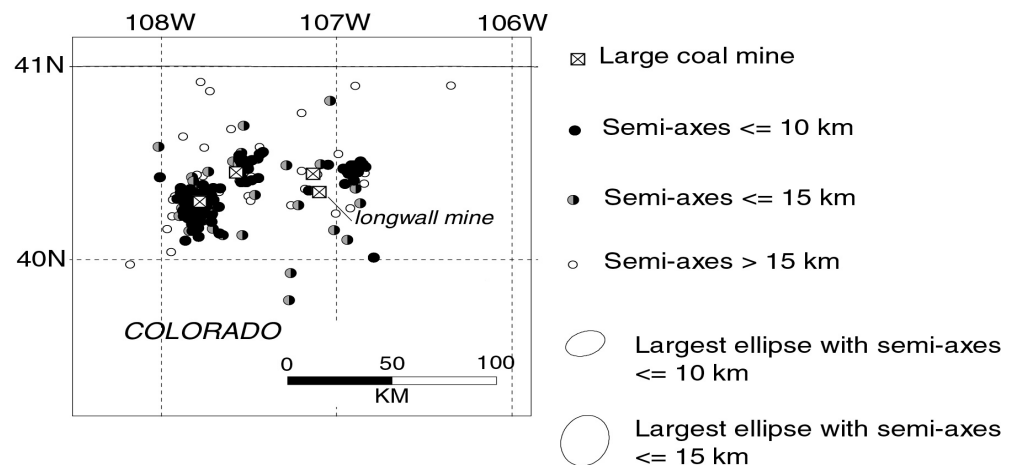 108W 107W 106W
41N
40N
longwall mine
COLORADO
0 50 100
KM
Large coal mine
Semi-axes <= 10 km
Semi-axes <= 15 km
Semi-axes > 15 km
Largest ellipse with semi-axes
<= 10 km
Largest ellipse with semi-axes
<= 15 km